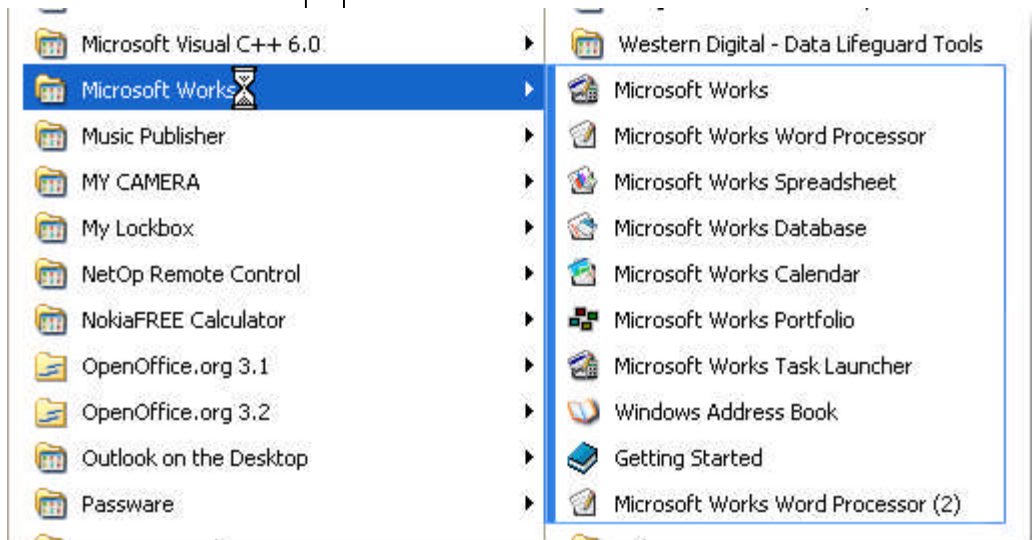 Microsoft Visual C++ 6.0
Microsoft Works
Music Publisher
MY CAMERA
My Lockbox
NetOp Remote Control
NokiaFREE Calculator
OpenOffice.org 3.1
OpenOffice.org 3.2
Outlook on the Desktop
Passware
Western Digital - Data Lifeguard Tools
Microsoft Works
Microsoft Works Word Processor
Microsoft Works Spreadsheet
Microsoft Works Database
Microsoft Works Calendar
Microsoft Works Portfolio
Microsoft Works Task Launcher
Windows Address Book
Getting Started
Microsoft Works Word Processor (2)